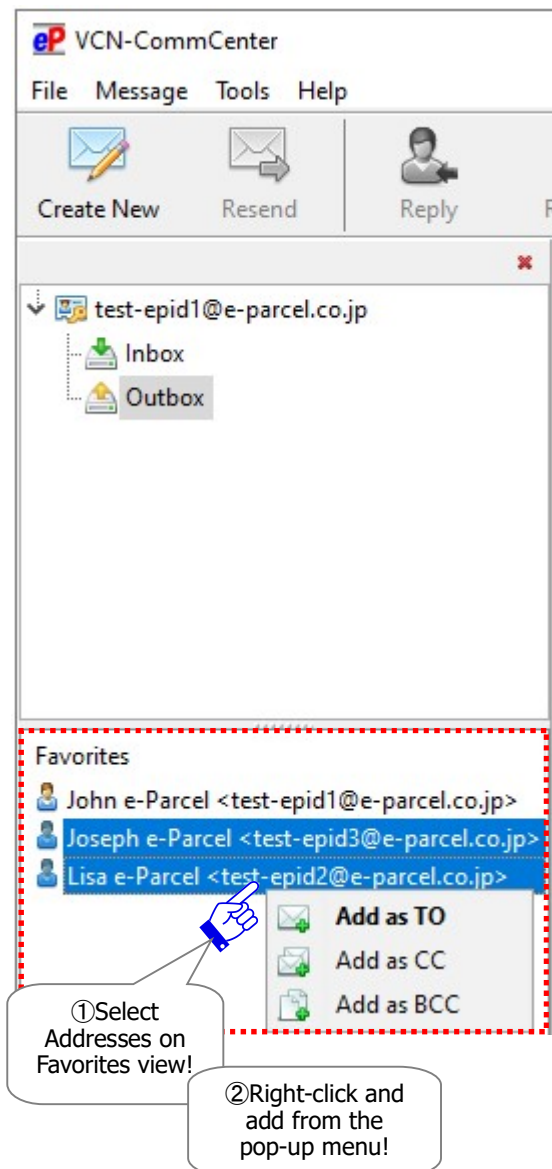 eP VCN-CommCenter
File Message Tools Help
Create New Resend Reply
test-epid1@e-parcel.co.jp
Inbox
Outbox
Favorites
John e-Parcel <test-epid1@e-parcel.co.jp>
Joseph e-Parcel <test-epid3@e-parcel.co.jp>
Lisa e-Parcel <test-epid2@e-parcel.co.jp>
Add as TO
Add as CC
Add as BCC
①Select
Addresses on
Favorites view!
②Right-click and
add from the
pop-up menu!